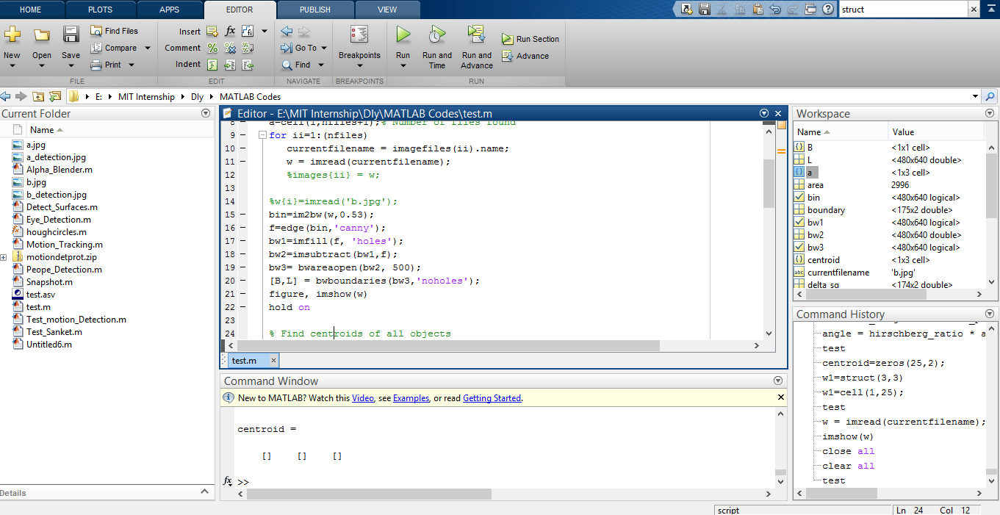 HOME PLOTS APPS EDITOR PUBLISH VIEW struct
New Open Save Find Files Compare Print
FILE
Insert fx
Comment
Indent
EDIT
Go To
Find
NAVIGATE
Breakpoints
BREAKPOINTS
Run Run and Time Run and Advance Run Section Advance
RUN
E: MIT Internship Dly MATLAB Codes
Current Folder
Name
a.jpg
a_detection.jpg
Alpha_Blender.m
b.jpg
b_detection.jpg
Detect_Surfaces.m
Eye_Detection.m
houghcircles.m
Motion_Tracking.m
motiondetprot.zip
Peope_Detection.m
Snapshot.m
test.asv
test.m
Test_motion_Detection.m
Test_Sanket.m
Untitled6.m
Details
Editor - E:\MIT Internship\Dly\MATLAB Codes\test.m
8 a=cell(1,nfiles+1);% Number of files found
9 for ii=1:(nfiles)
10 currentfilename = imagefiles(ii).name;
11 w = imread(currentfilename);
12 %images{ii} = w;
13
14 %w{i}=imread('b.jpg');
15 bin=im2bw(w,0.53);
16 f=edge(bin,'canny');
17 bw1=imfill(f, 'holes');
18 bw2=imsubtract(bw1,f);
19 bw3= bwareaopen(bw2, 500);
20 [B,L] = bwboundaries(bw3,'noholes');
21 figure, imshow(w)
22 hold on
23
24 % Find centroids of all objects
test.m
Command Window
New to MATLAB? Watch this Video, see Examples, or read Getting Started.
centroid =
[] [] []
fx >>
Workspace
Name Value
B <1x1 cell>
L <480x640 double>
a <1x3 cell>
area 2996
bin <480x640 logical>
boundary <175x2 double>
bw1 <480x640 logical>
bw2 <480x640 double>
bw3 <480x640 logical>
centroid <1x3 cell>
abc currentfilename 'b.jpg'
delta_sq <174x2 double>
Command History
angle = hirschberg_ratio * a
test
centroid=zeros(25,2);
w1=struct(3,3)
w1=cell(1,25);
test
w = imread(currentfilename);
imshow(w)
close all
clear all
test
script Ln 24 Col 12